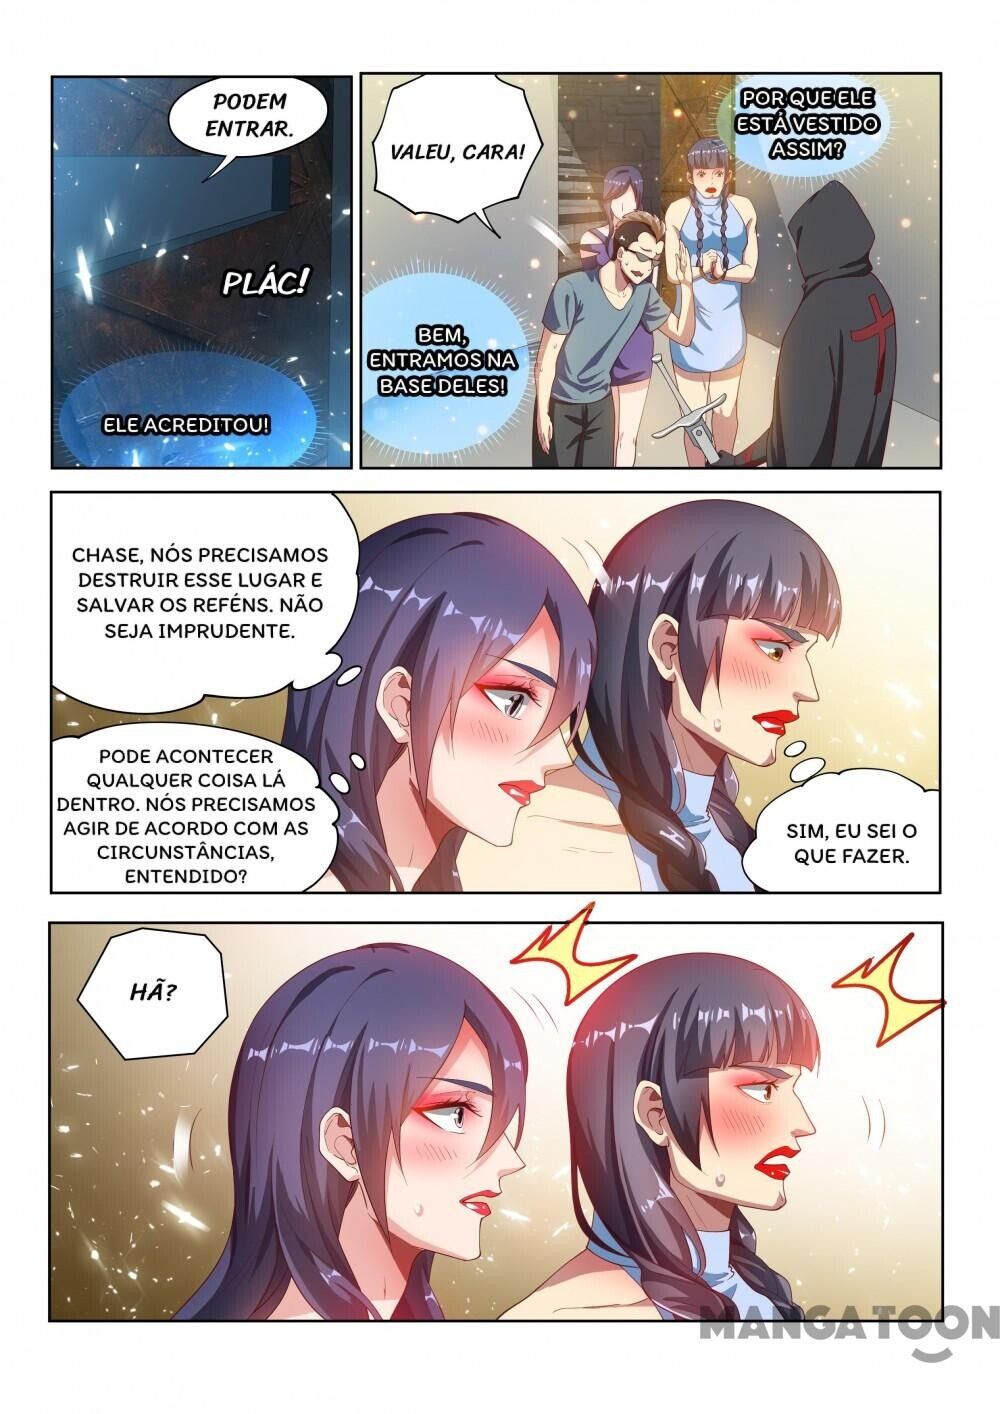 PODEM
ENTRAR.
PLÁC!
ELE ACREDITOU!
VALEU, CARA!
POR QUE ELE
ESTÁ VESTIDO
ASSIM?
BEM,
ENTRAMOS NA
BASE DELES!
CHASE, NÓS PRECISAMOS
DESTRUIR ESSE LUGAR E
SALVAR OS REFÉNS. NÃO
SEJA IMPRUDENTE.
PODE ACONTECER
QUALQUER COISA LÁ
DENTRO. NÓS PRECISAMOS
AGIR DE ACORDO COM AS
CIRCUNSTÂNCIAS,
ENTENDIDO?
SIM, EU SEI O
QUE FAZER.
HÃ?
MANGATOON